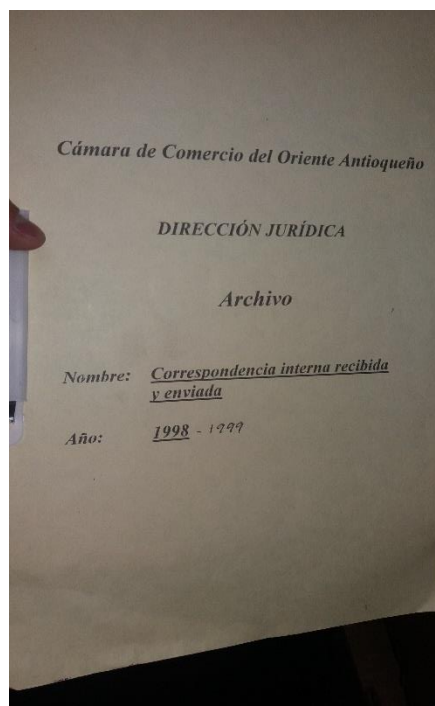 Cámara de Comercio del Oriente Antioqueño
DIRECCIÓN JURÍDICA
Archivo
Nombre: Correspondencia interna recibida
y enviada
Año: 1998 - 1999